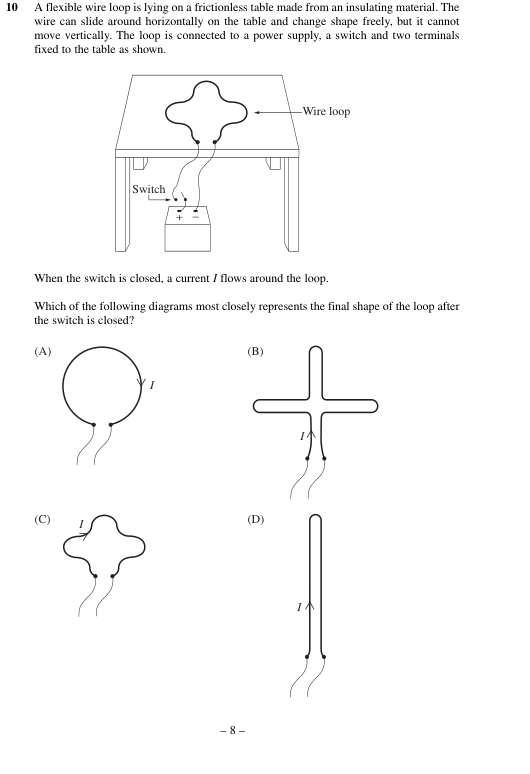 10 A flexible wire loop is lying on a frictionless table made from an insulating material. The
wire can slide around horizontally on the table and change shape freely, but it cannot
move vertically. The loop is connected to a power supply, a switch and two terminals
fixed to the table as shown.
Wire loop
Switch
+ −
When the switch is closed, a current I flows around the loop.
Which of the following diagrams most closely represents the final shape of the loop after
the switch is closed?
(A)
I
(B)
I
(C)
I
(D)
I
– 8 –